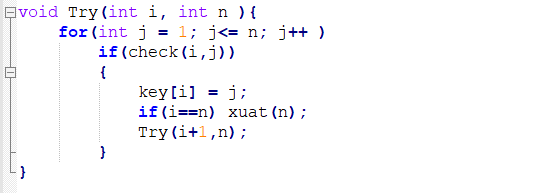 void Try(int i, int n ){
for(int j = 1; j<= n; j++ )
if(check(i,j))
{
key[i] = j;
if(i==n) xuat(n);
Try(i+1,n);
}
}